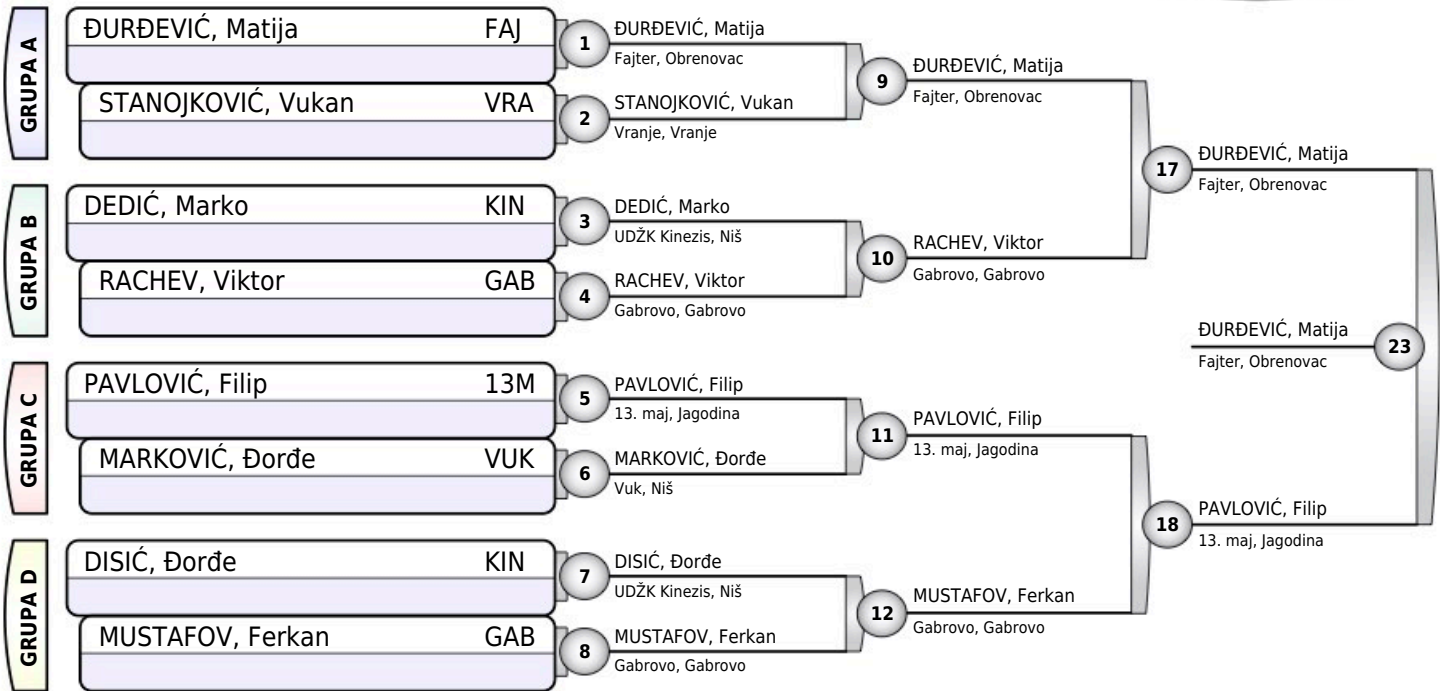 GRUPA A
ĐURĐEVIĆ, Matija FAJ
STANOJKOVIĆ, Vukan VRA
GRUPA B
DEDIĆ, Marko KIN
RACHEV, Viktor GAB
GRUPA C
PAVLOVIĆ, Filip 13M
MARKOVIĆ, Đorđe VUK
GRUPA D
DISIĆ, Đorđe KIN
MUSTAFOV, Ferkan GAB
1
ĐURĐEVIĆ, Matija
Fajter, Obrenovac
2
STANOJKOVIĆ, Vukan
Vranje, Vranje
3
DEDIĆ, Marko
UDŽK Kinezis, Niš
4
RACHEV, Viktor
Gabrovo, Gabrovo
5
PAVLOVIĆ, Filip
13. maj, Jagodina
6
MARKOVIĆ, Đorđe
Vuk, Niš
7
DISIĆ, Đorđe
UDŽK Kinezis, Niš
8
MUSTAFOV, Ferkan
Gabrovo, Gabrovo
9
ĐURĐEVIĆ, Matija
Fajter, Obrenovac
10
RACHEV, Viktor
Gabrovo, Gabrovo
11
PAVLOVIĆ, Filip
13. maj, Jagodina
12
MUSTAFOV, Ferkan
Gabrovo, Gabrovo
17
ĐURĐEVIĆ, Matija
Fajter, Obrenovac
18
PAVLOVIĆ, Filip
13. maj, Jagodina
ĐURĐEVIĆ, Matija
Fajter, Obrenovac
23